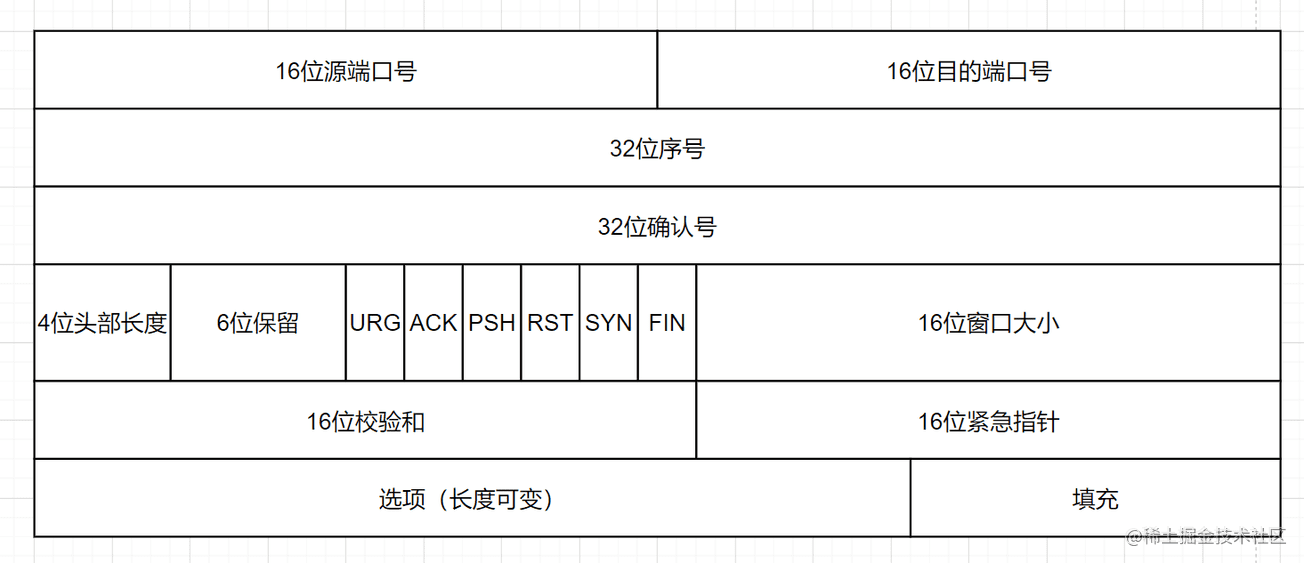 16位源端口号 16位目的端口号
32位序号
32位确认号
4位头部长度 6位保留 URG ACK PSH RST SYN FIN 16位窗口大小
16位校验和 16位紧急指针
选项（长度可变） 填充
@稀土掘金技术社区